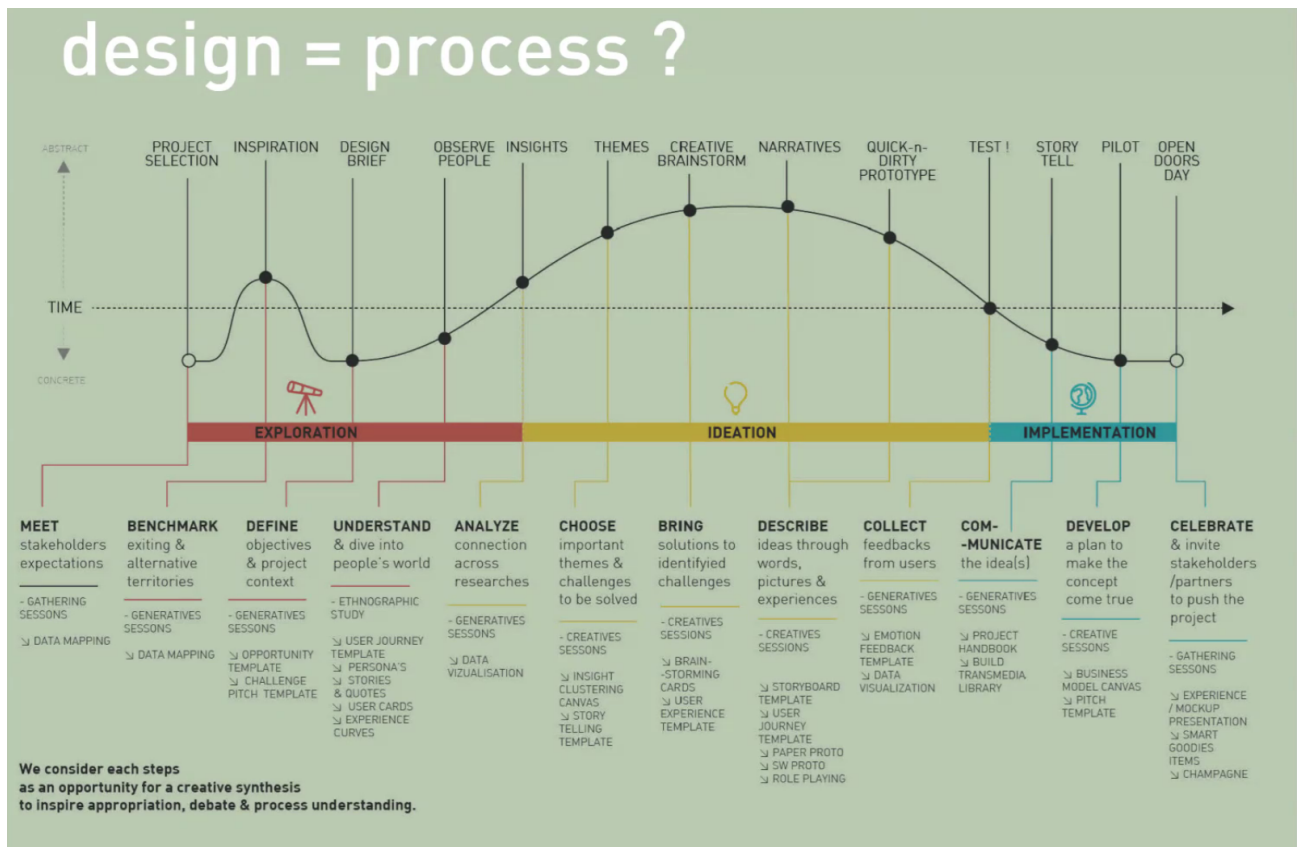 design = process ?
ABSTRACT
PROJECT
SELECTION
INSPIRATION
DESIGN
BRIEF
OBSERVE
PEOPLE
INSIGHTS
THEMES
CREATIVE
BRAINSTORM
NARRATIVES
QUICK-n-
DIRTY
PROTOTYPE
TEST !
STORY
TELL
PILOT
OPEN
DOORS
DAY
TIME
CONCRETE
EXPLORATION
IDEATION
IMPLEMENTATION
MEET
stakeholders
expectations
- GATHERING
SESSONS
↘ DATA MAPPING
BENCHMARK
exiting &
alternative
territories
- GENERATIVES
SESSONS
↘ DATA MAPPING
DEFINE
objectives
& project
context
- GENERATIVES
SESSONS
↘ OPPORTUNITY
TEMPLATE
↘ CHALLENGE
PITCH TEMPLATE
UNDERSTAND
& dive into
people's world
- ETHNOGRAPHIC
STUDY
↘ USER JOURNEY
TEMPLATE
↘ PERSONA'S
↘ STORIES
& QUOTES
↘ USER CARDS
↘ EXPERIENCE
CURVES
ANALYZE
connection
across
researches
- GENERATIVES
SESSONS
↘ DATA
VIZUALISATION
CHOOSE
important
themes &
challenges
to be solved
- CREATIVES
SESSIONS
↘ INSIGHT
CLUSTERING
CANVAS
↘ STORY
TELLING
TEMPLATE
BRING
solutions to
identifyied
challenges
- CREATIVES
SESSIONS
↘ BRAIN-
-STORMING
CARDS
↘ USER
EXPERIENCE
TEMPLATE
DESCRIBE
ideas through
words,
pictures &
experiences
- CREATIVES
SESSIONS
↘ STORYBOARD
TEMPLATE
↘ USER
JOURNEY
TEMPLATE
↘ PAPER PROTO
↘ SW PROTO
↘ ROLE PLAYING
COLLECT
feedbacks
from users
- GENERATIVES
SESSONS
↘ EMOTION
FEEDBACK
TEMPLATE
↘ DATA
VISUALIZATION
COM-
-MUNICATE
the idea(s)
- GENERATIVES
SESSONS
↘ PROJECT
HANDBOOK
↘ BUILD
TRANSMEDIA
LIBRARY
DEVELOP
a plan to
make the
concept
come true
- CREATIVE
SESSONS
↘ BUSINESS
MODEL CANVAS
↘ PITCH
TEMPLATE
CELEBRATE
& invite
stakeholders
/partners
to push the
project
- GATHERING
SESSONS
↘ EXPERIENCE
/ MOCKUP
PRESENTATION
↘ SMART
GOODIES
ITEMS
↘ CHAMPAGNE
We consider each steps
as an opportunity for a creative synthesis
to inspire appropriation, debate & process understanding.